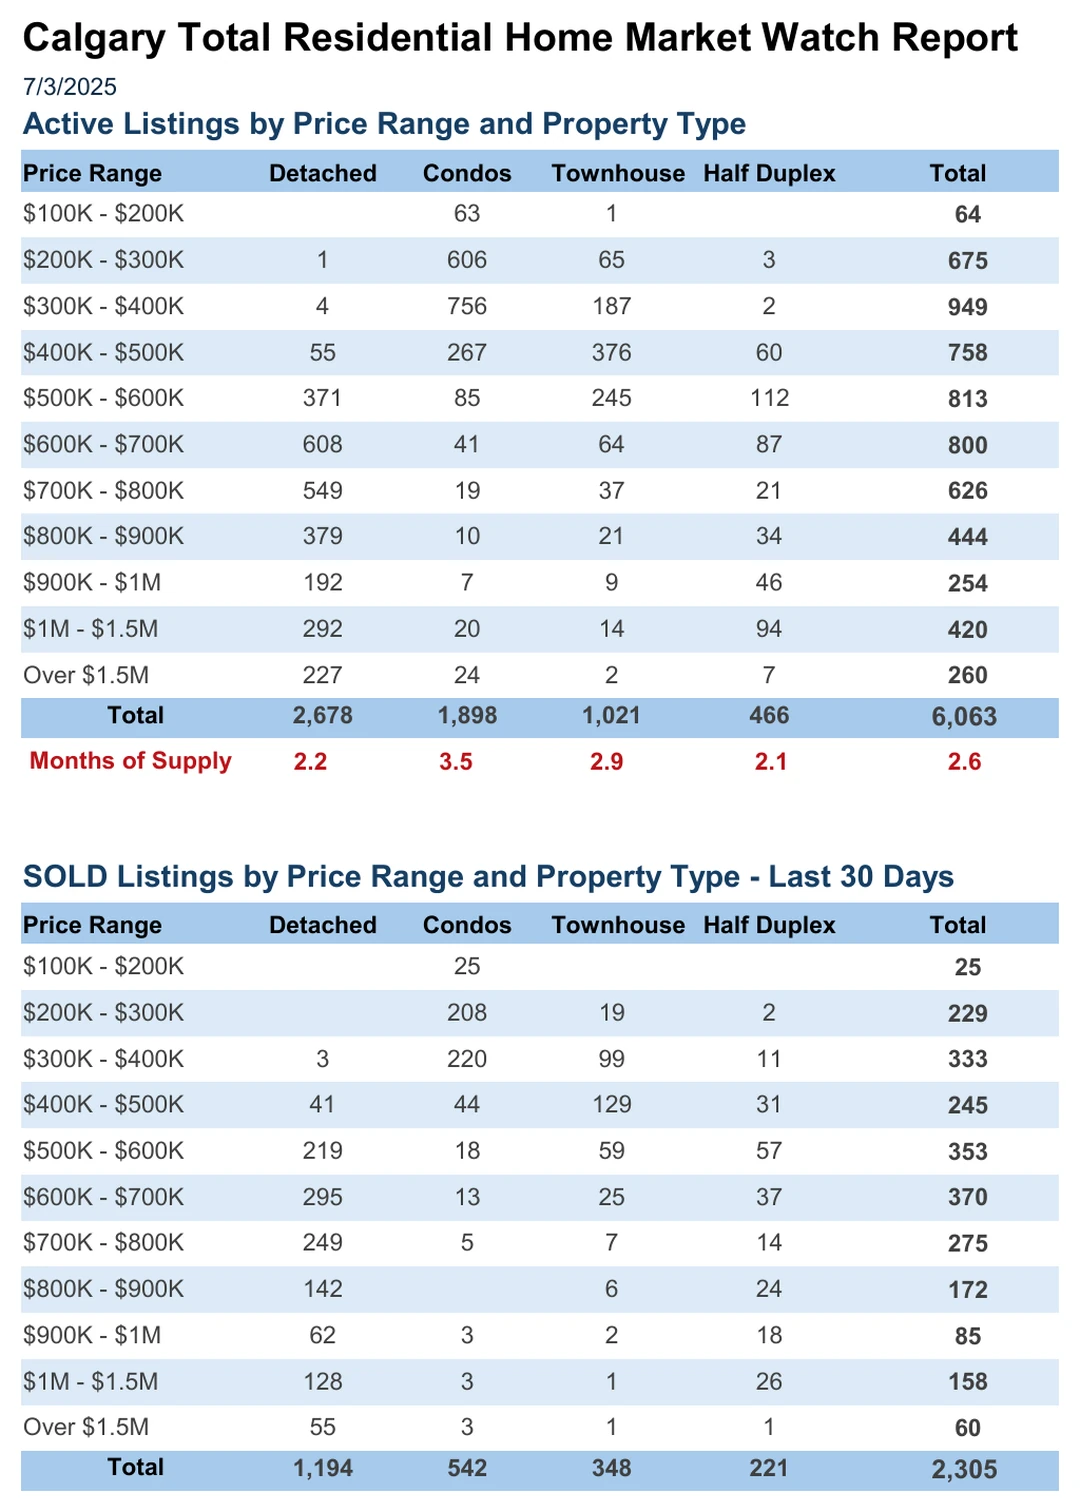 Calgary Total Residential Home Market Watch Report
7/3/2025
Active Listings by Price Range and Property Type
Price Range Detached Condos Townhouse Half Duplex Total
$100K - $200K 63 1 64
$200K - $300K 1 606 65 3 675
$300K - $400K 4 756 187 2 949
$400K - $500K 55 267 376 60 758
$500K - $600K 371 85 245 112 813
$600K - $700K 608 41 64 87 800
$700K - $800K 549 19 37 21 626
$800K - $900K 379 10 21 34 444
$900K - $1M 192 7 9 46 254
$1M - $1.5M 292 20 14 94 420
Over $1.5M 227 24 2 7 260
Total 2,678 1,898 1,021 466 6,063
Months of Supply 2.2 3.5 2.9 2.1 2.6
SOLD Listings by Price Range and Property Type - Last 30 Days
Price Range Detached Condos Townhouse Half Duplex Total
$100K - $200K 25 25
$200K - $300K 208 19 2 229
$300K - $400K 3 220 99 11 333
$400K - $500K 41 44 129 31 245
$500K - $600K 219 18 59 57 353
$600K - $700K 295 13 25 37 370
$700K - $800K 249 5 7 14 275
$800K - $900K 142 6 24 172
$900K - $1M 62 3 2 18 85
$1M - $1.5M 128 3 1 26 158
Over $1.5M 55 3 1 1 60
Total 1,194 542 348 221 2,305